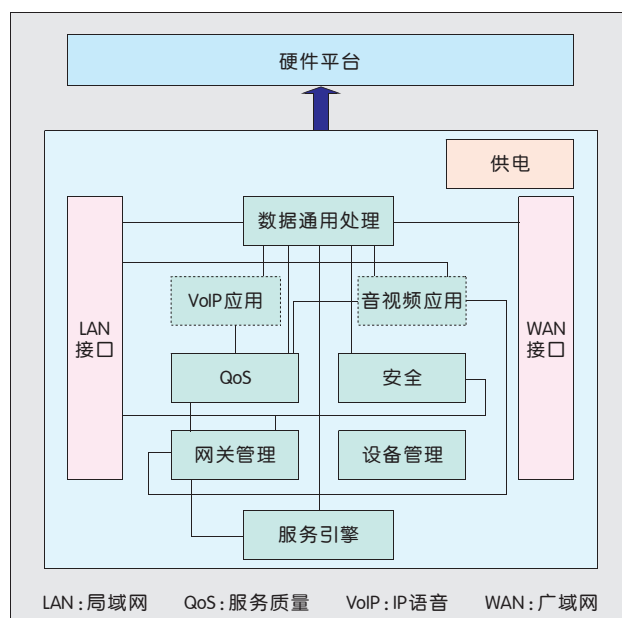 硬件平台
供电
数据通用处理
VoIP应用
音视频应用
LAN
接口
WAN
接口
QoS
安全
网关管理
设备管理
服务引擎
LAN:局域网 QoS:服务质量 VoIP:IP语音 WAN:广域网